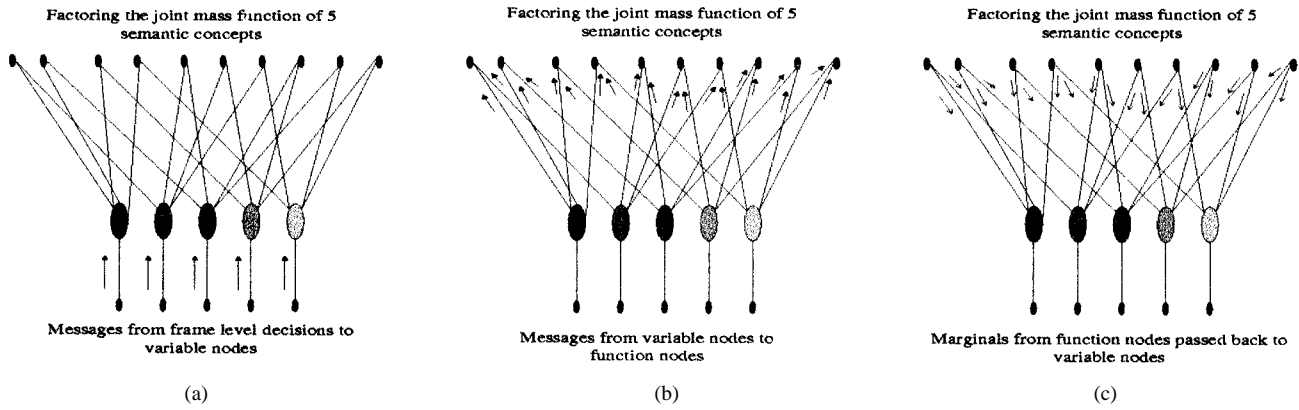 Factoring the joint mass function of 5
semantic concepts
Messages from frame level decisions to
variable nodes
(a)
Factoring the joint mass function of 5
semantic concepts
Messages from variable nodes to
function nodes
(b)
Factoring the joint mass function of 5
semantic concepts
Marginals from function nodes passed back to
variable nodes
(c)